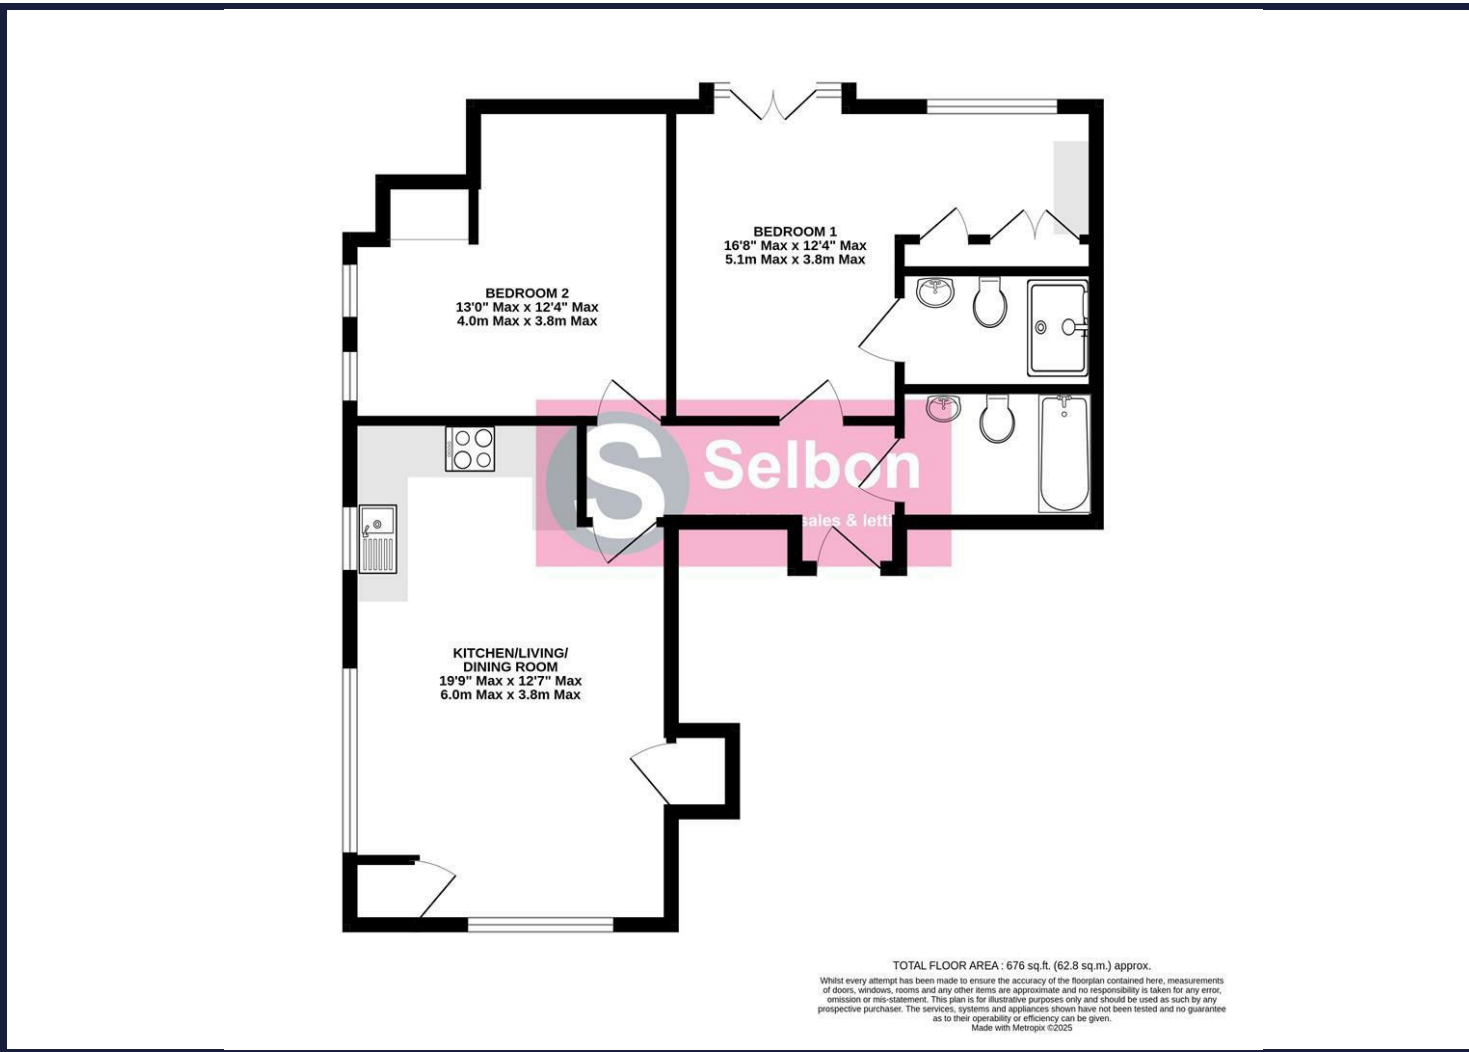 BEDROOM 1
16'8" Max x 12'4" Max
5.1m Max x 3.8m Max
BEDROOM 2
13'0" Max x 12'4" Max
4.0m Max x 3.8m Max
S
Selbon
sales & letti
KITCHEN/LIVING/
DINING ROOM
19'9" Max x 12'7" Max
6.0m Max x 3.8m Max
TOTAL FLOOR AREA : 676 sq.ft. (62.8 sq.m.) approx.
Whilst every attempt has been made to ensure the accuracy of the floorplan contained here, measurements
of doors, windows, rooms and any other items are approximate and no responsibility is taken for any error,
omission or mis-statement. This plan is for illustrative purposes only and should be used as such by any
prospective purchaser. The services, systems and appliances shown have not been tested and no guarantee
as to their operability or efficiency can be given.
Made with Metropix ©2025